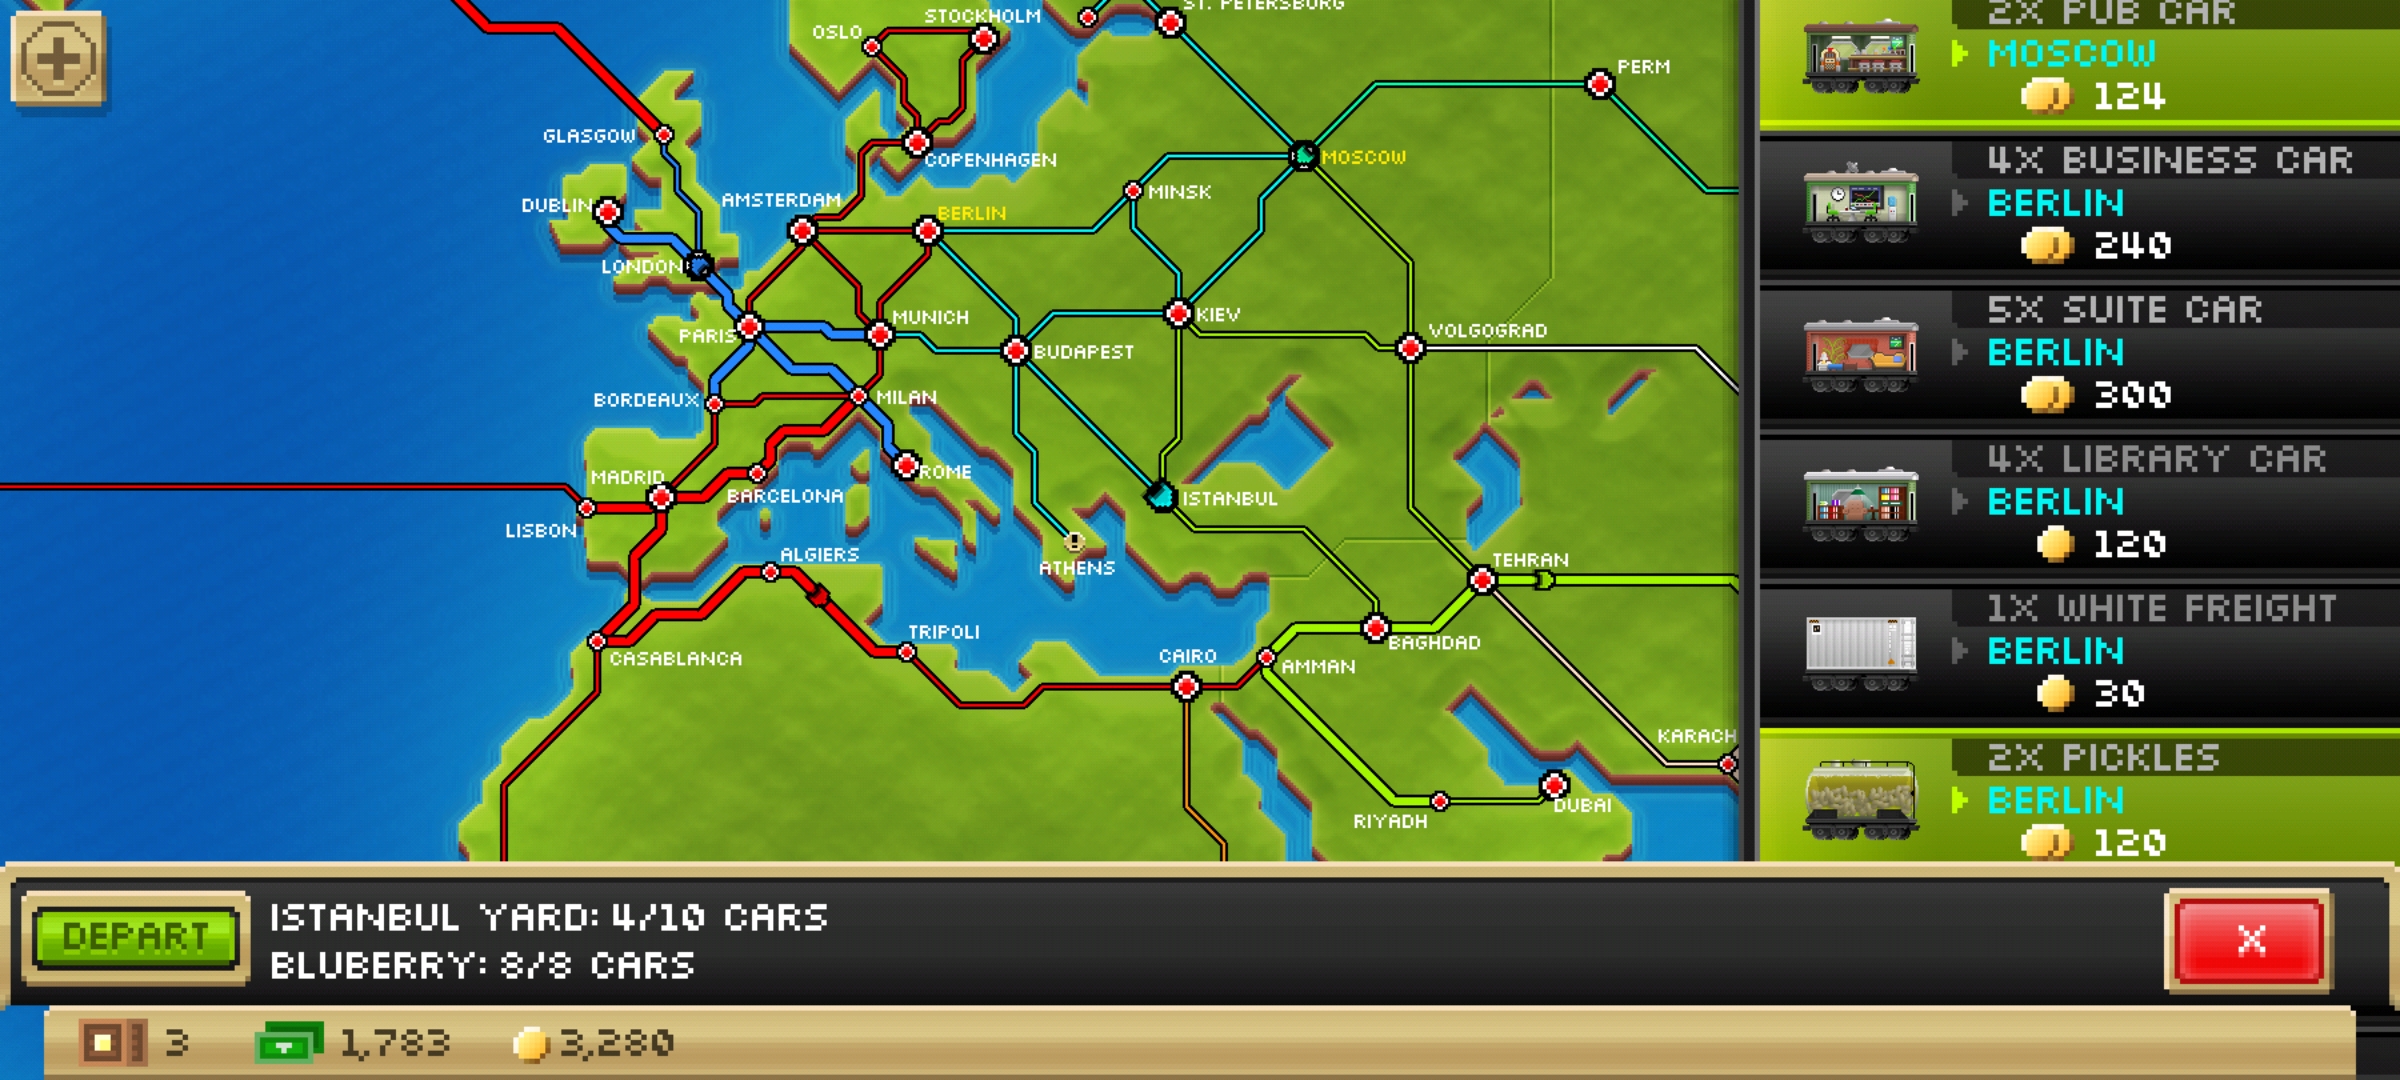 STOCKHOLM
ST. PETERSBURG
OSLO
PERM
GLASGOW
COPENHAGEN
MOSCOW
DUBLIN
AMSTERDAM
BERLIN
MINSK
LONDON
PARIS
MUNICH
BUDAPEST
KIEV
VOLGOGRAD
BORDEAUX
MILAN
MADRID
BARCELONA
ROME
ISTANBUL
LISBON
ALGIERS
ATHENS
TEHRAN
CASABLANCA
TRIPOLI
CAIRO
AMMAN
BAGHDAD
KARACH
RIYADH
DUBAI
2X PUB CAR
MOSCOW
124
4X BUSINESS CAR
BERLIN
240
5X SUITE CAR
BERLIN
300
4X LIBRARY CAR
BERLIN
120
1X WHITE FREIGHT
BERLIN
30
2X PICKLES
BERLIN
120
DEPART
ISTANBUL YARD: 4/10 CARS
BLUBERRY: 8/8 CARS
X
3
1,783
3,280